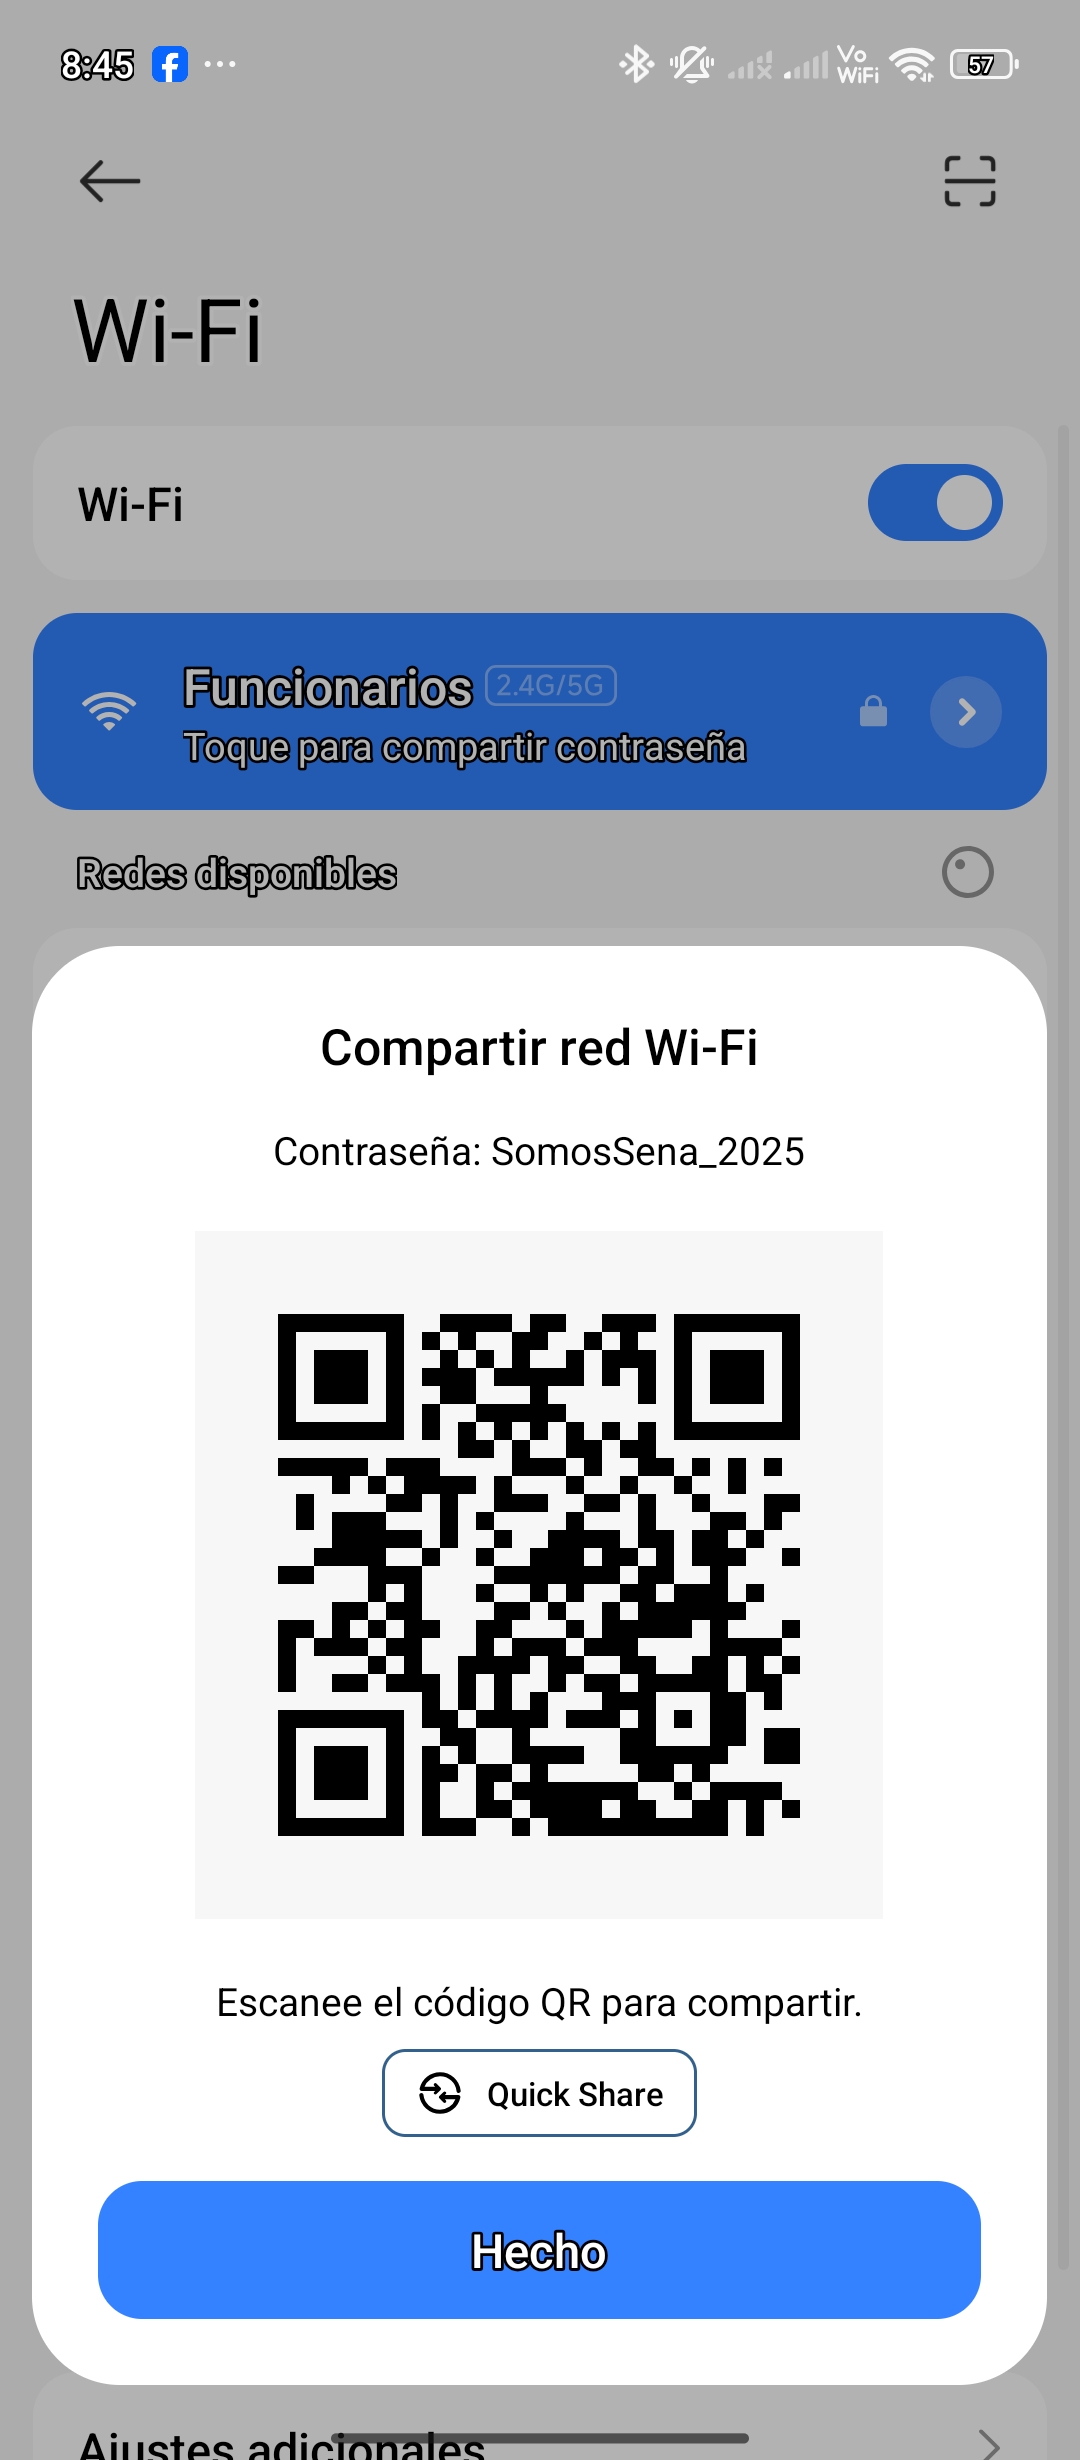 8:45
Vo
WiFi
57
Wi-Fi
Wi-Fi
Funcionarios 2.4G/5G
Toque para compartir contraseña
Redes disponibles
Compartir red Wi-Fi
Contraseña: SomosSena_2025
Escanee el código QR para compartir.
Quick Share
Hecho
Ajustes adicionales